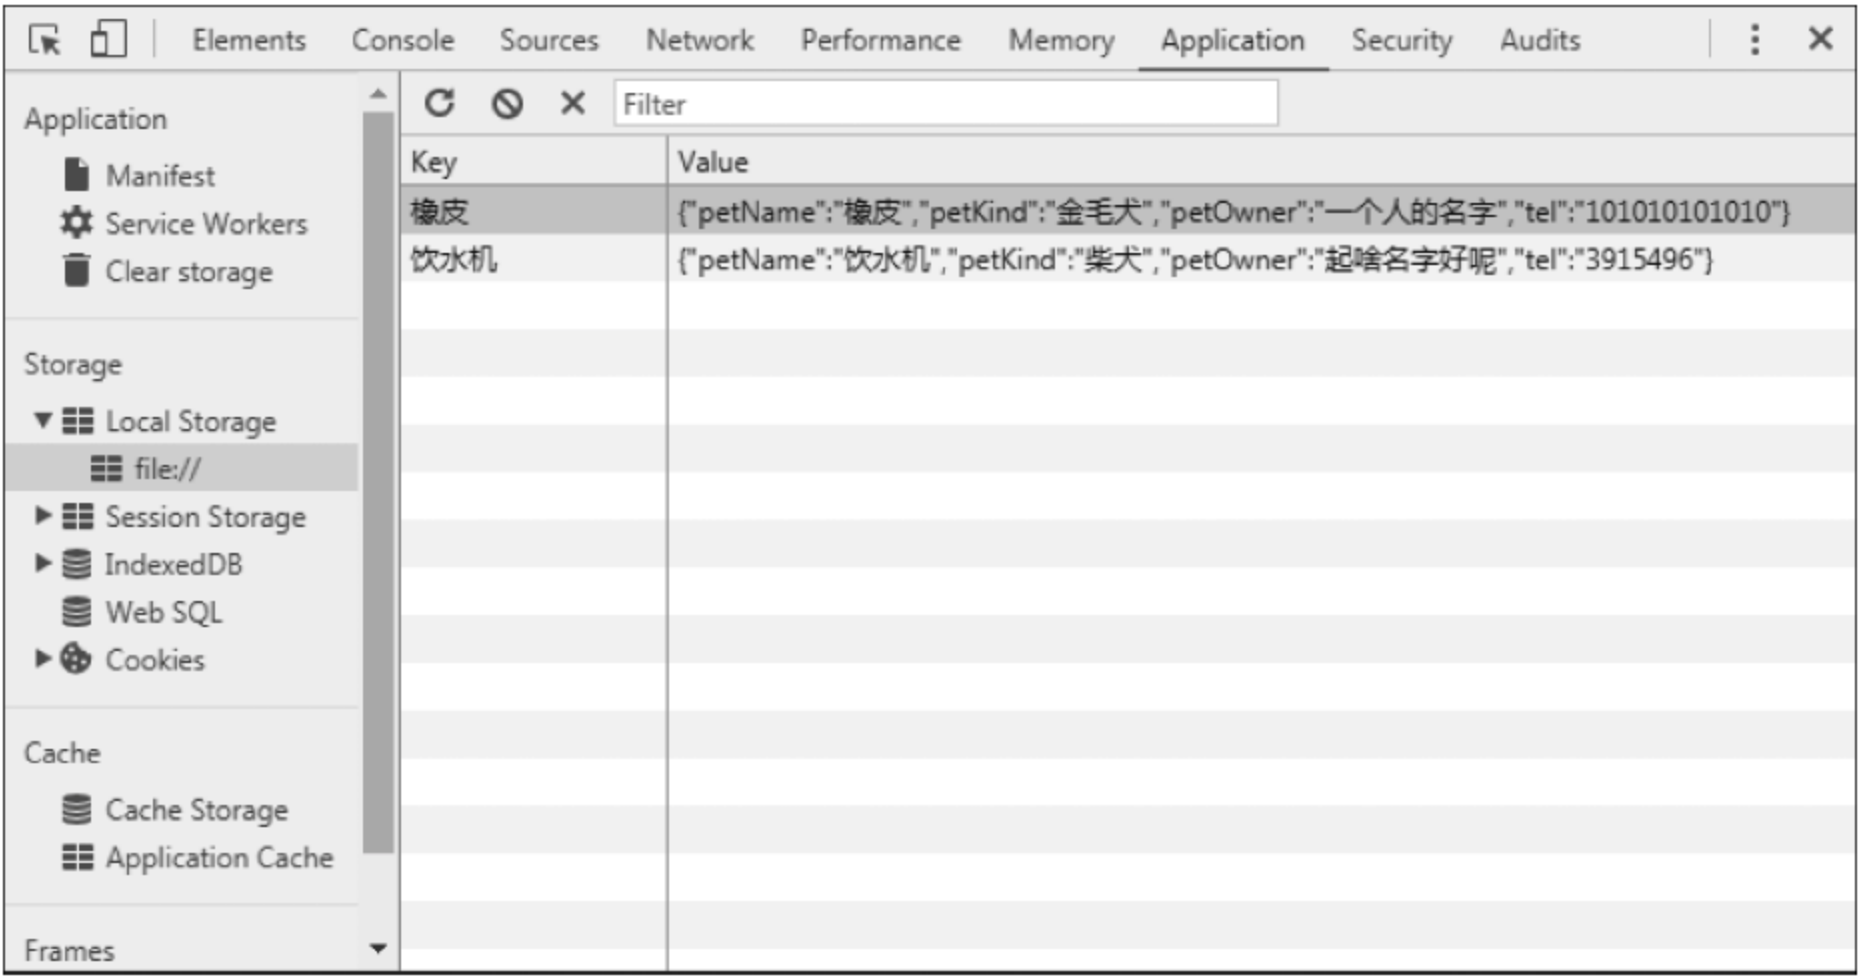 Elements Console Sources Network Performance Memory Application Security Audits
Application
Manifest
Service Workers
Clear storage
Storage
Local Storage
file://
Session Storage
IndexedDB
Web SQL
Cookies
Cache
Cache Storage
Application Cache
Frames
Filter
Key Value
橡皮 {"petName":"橡皮","petKind":"金毛犬","petOwner":"一个人的名字","tel":"101010101010"}
饮水机 {"petName":"饮水机","petKind":"柴犬","petOwner":"起啥名字好呢","tel":"3915496"}